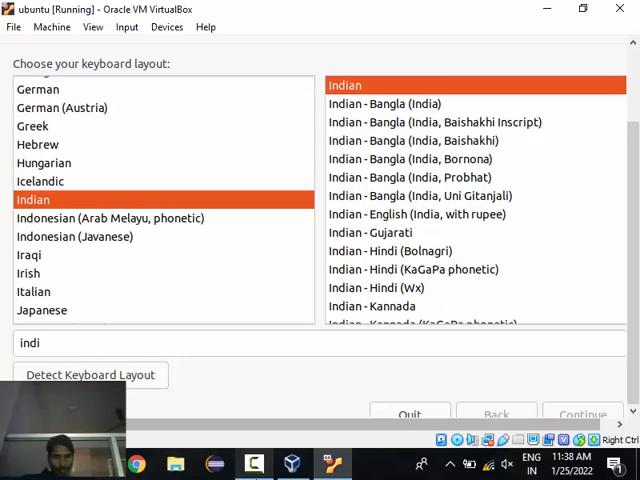 ubuntu [Running] - Oracle VM VirtualBox
File Machine View Input Devices Help
Choose your keyboard layout:
German
German (Austria)
Greek
Hebrew
Hungarian
Icelandic
Indian
Indonesian (Arab Melayu, phonetic)
Indonesian (Javanese)
Iraqi
Irish
Italian
Japanese
Indian
Indian - Bangla (India)
Indian - Bangla (India, Baishakhi Inscript)
Indian - Bangla (India, Baishakhi)
Indian - Bangla (India, Bornona)
Indian - Bangla (India, Probhat)
Indian - Bangla (India, Uni Gitanjali)
Indian - English (India, with rupee)
Indian - Gujarati
Indian - Hindi (Bolnagri)
Indian - Hindi (KaGaPa phonetic)
Indian - Hindi (Wx)
Indian - Kannada
Indian - Kannada (KaGaPa phonetic)
indi
Detect Keyboard Layout
Quit Back Continue
Right Ctrl
ENG 11:38 AM
IN 1/25/2022
1